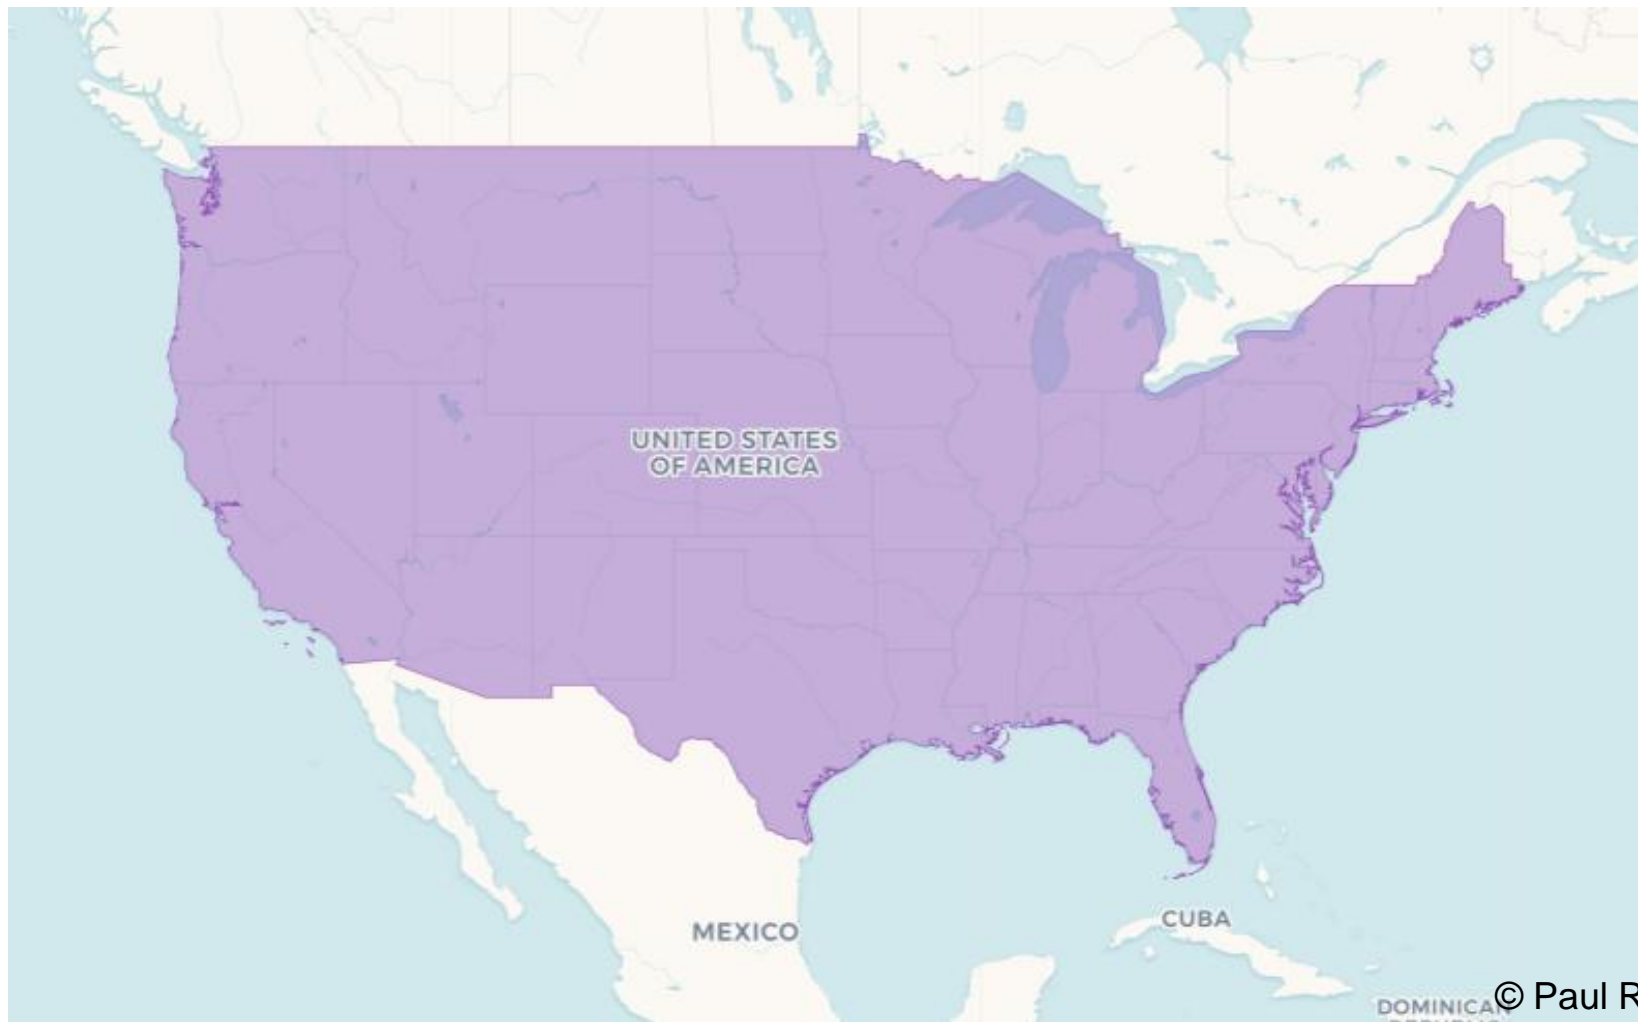 UNITED STATES
OF AMERICA
MEXICO
CUBA
DOMINICAN
© Paul R